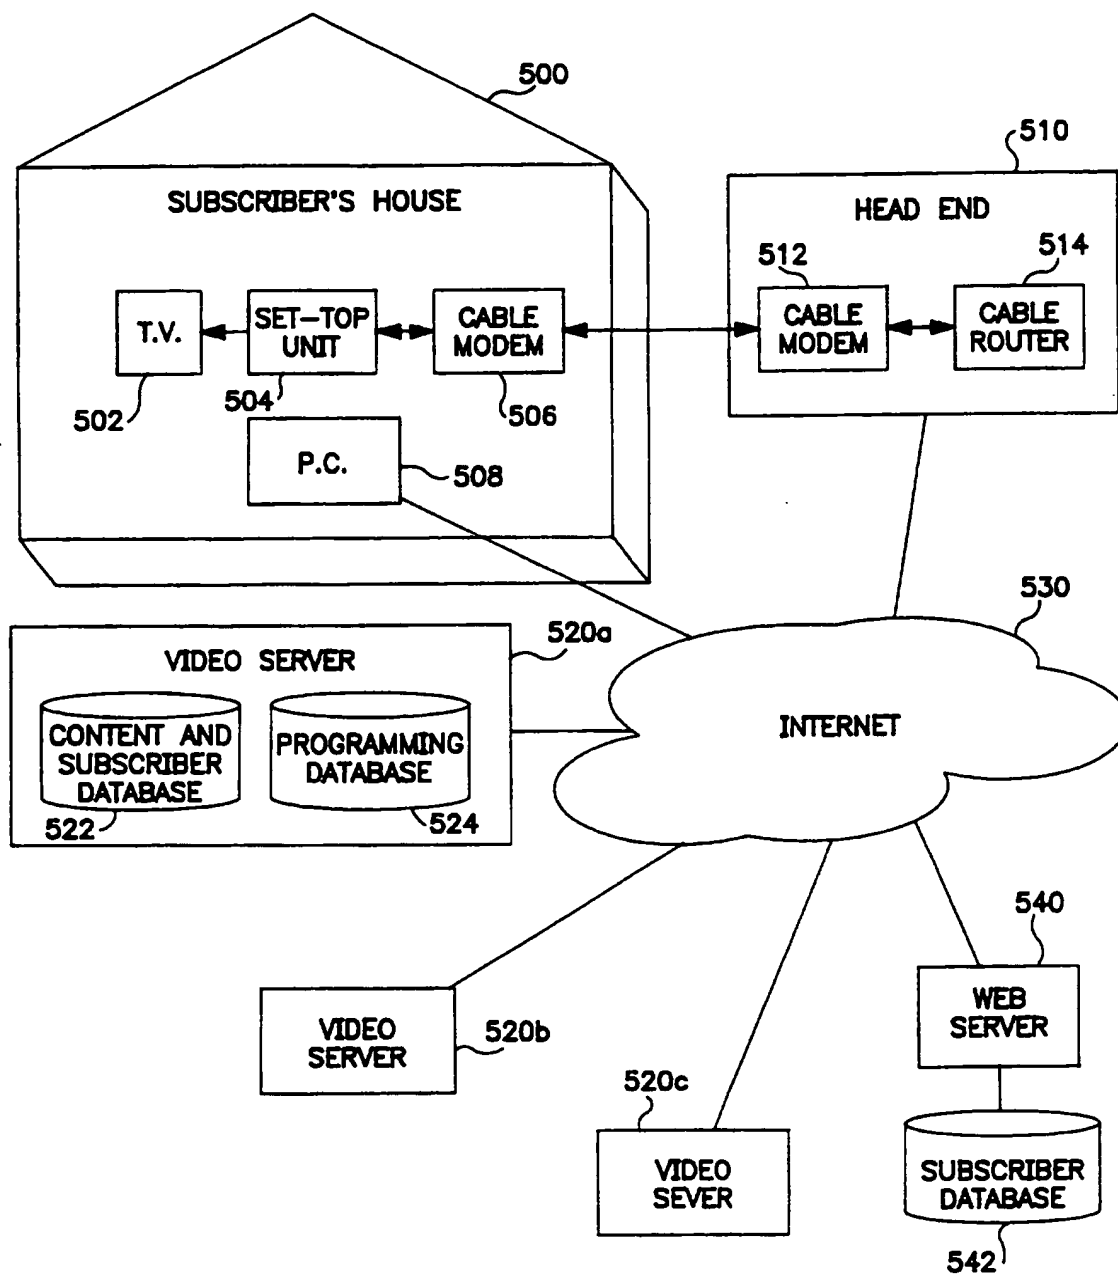 500
SUBSCRIBER'S HOUSE
T.V.
SET-TOP
UNIT
CABLE
MODEM
502
504
506
P.C.
508
510
HEAD END
512
514
CABLE
MODEM
CABLE
ROUTER
530
INTERNET
520a
VIDEO SERVER
CONTENT AND
SUBSCRIBER
DATABASE
PROGRAMMING
DATABASE
522
524
VIDEO
SERVER
520b
520c
VIDEO
SEVER
540
WEB
SERVER
SUBSCRIBER
DATABASE
542